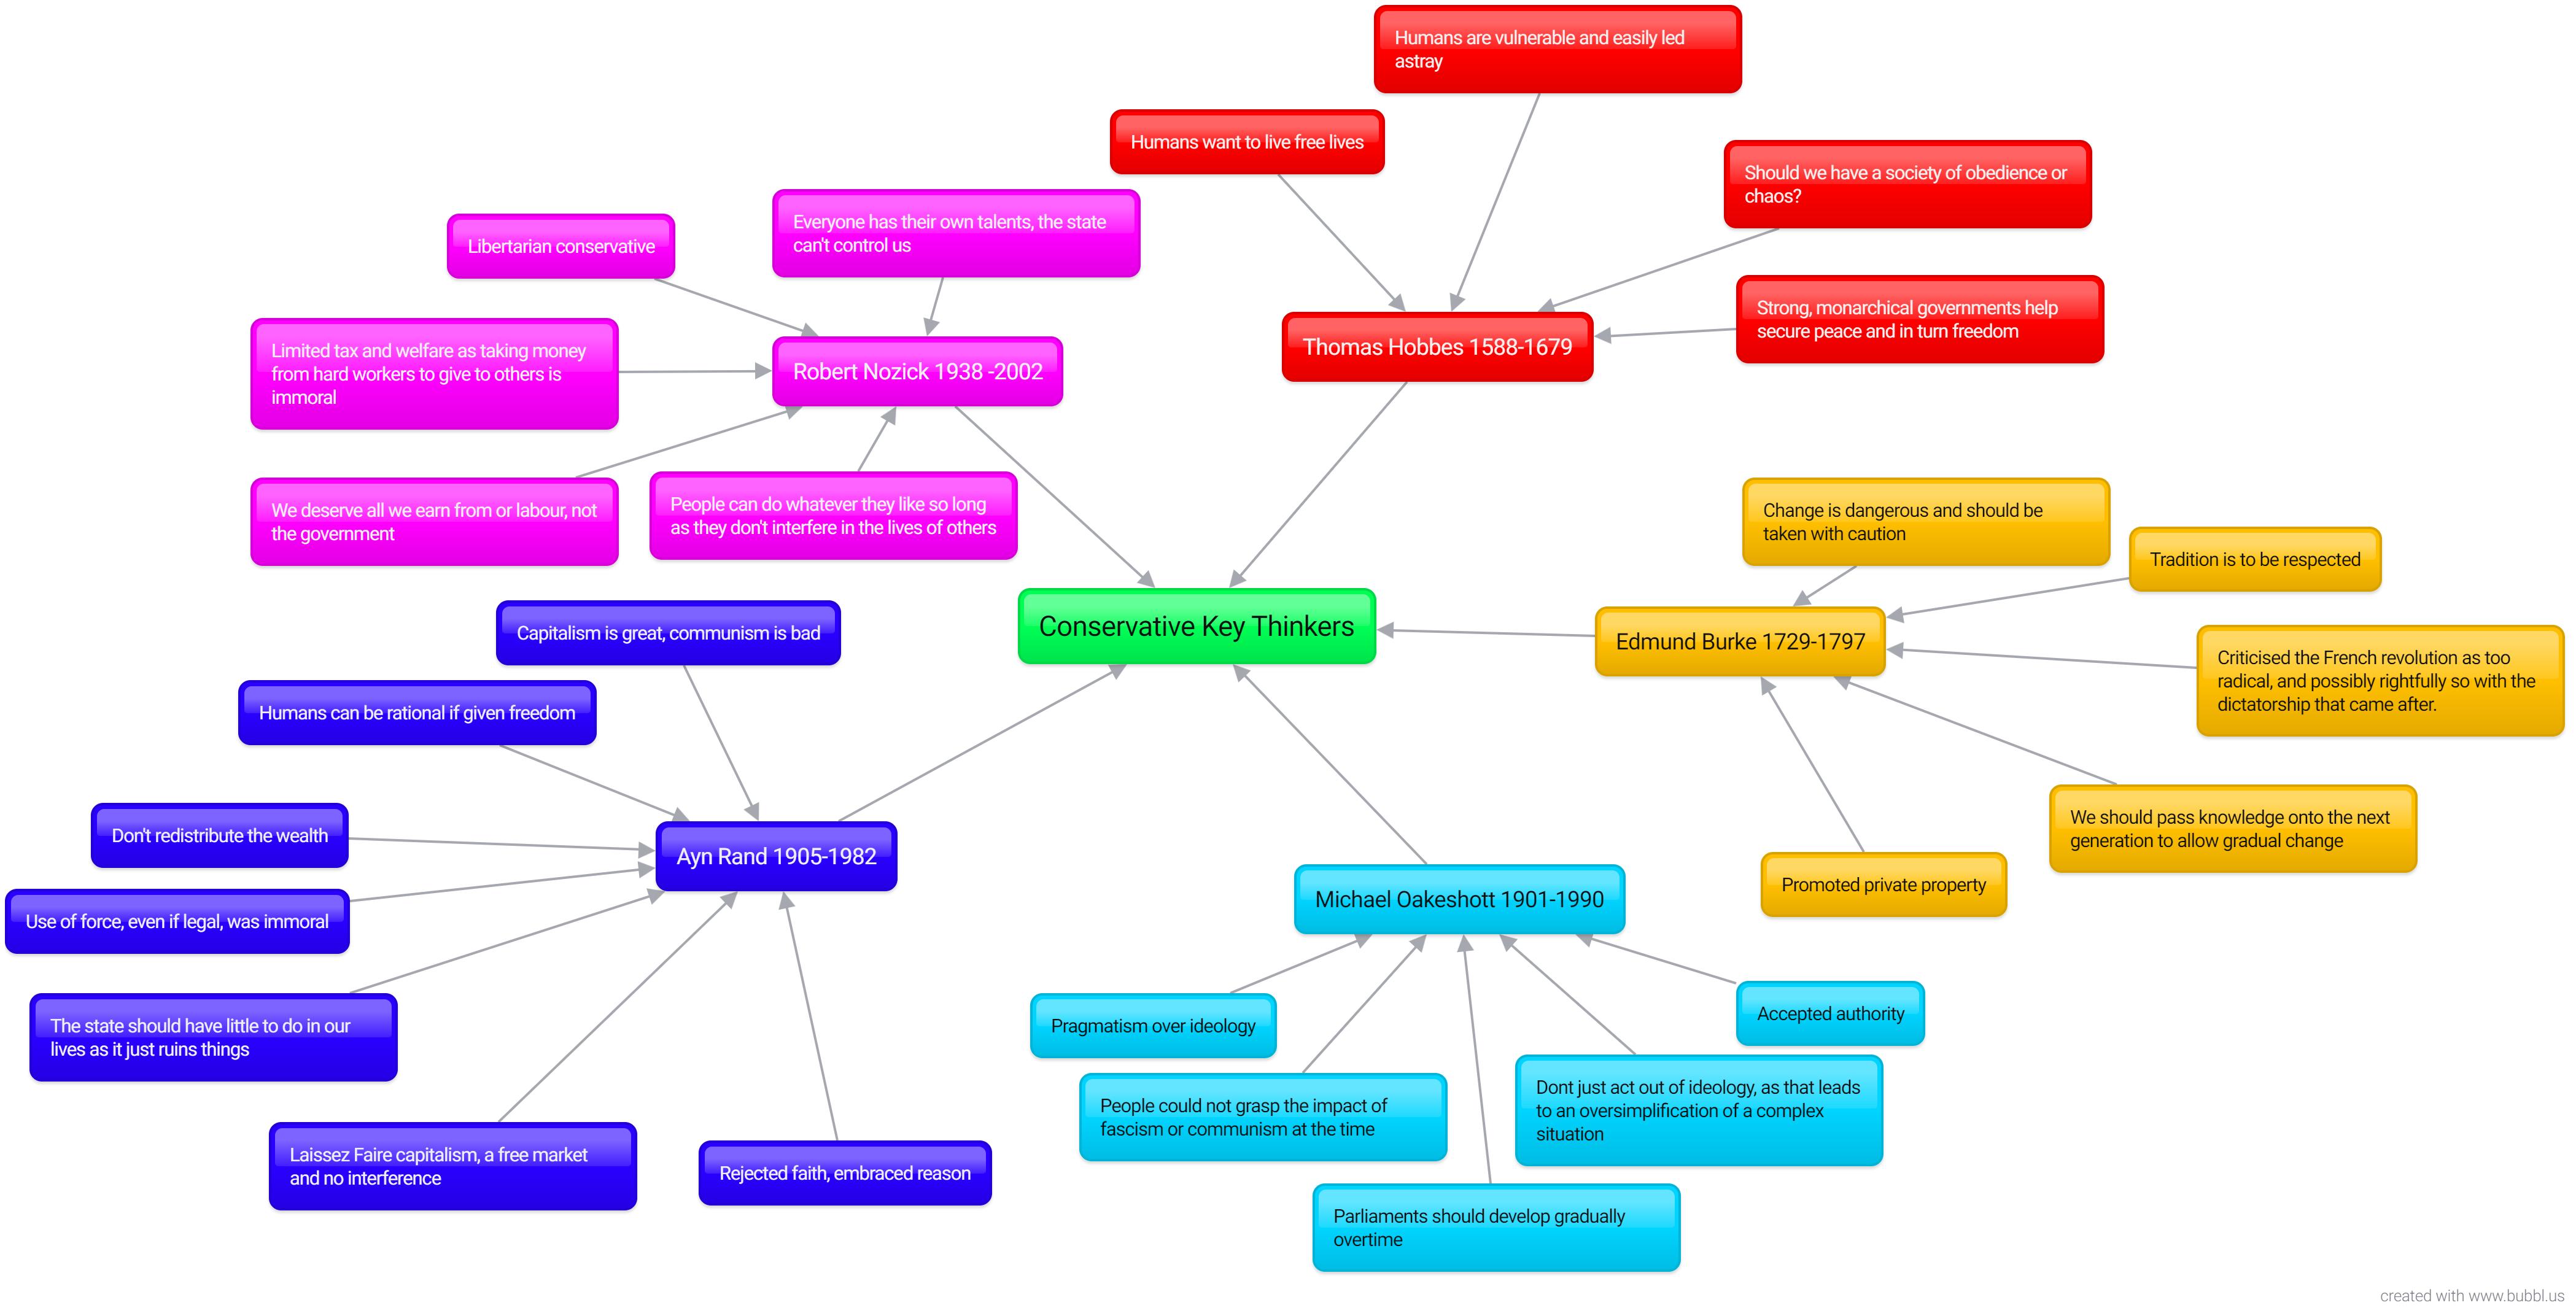 Humans are vulnerable and easily led
astray
Humans want to live free lives
Should we have a society of obedience or
chaos?
Strong, monarchical governments help
secure peace and in turn freedom
Thomas Hobbes 1588-1679
Libertarian conservative
Everyone has their own talents, the state
can't control us
Limited tax and welfare as taking money
from hard workers to give to others is
immoral
Robert Nozick 1938 -2002
We deserve all we earn from or labour, not
the government
People can do whatever they like so long
as they don't interfere in the lives of others
Conservative Key Thinkers
Change is dangerous and should be
taken with caution
Tradition is to be respected
Edmund Burke 1729-1797
Criticised the French revolution as too
radical, and possibly rightfully so with the
dictatorship that came after.
We should pass knowledge onto the next
generation to allow gradual change
Promoted private property
Capitalism is great, communism is bad
Humans can be rational if given freedom
Don't redistribute the wealth
Ayn Rand 1905-1982
Use of force, even if legal, was immoral
The state should have little to do in our
lives as it just ruins things
Laissez Faire capitalism, a free market
and no interference
Rejected faith, embraced reason
Michael Oakeshott 1901-1990
Pragmatism over ideology
Accepted authority
People could not grasp the impact of
fascism or communism at the time
Dont just act out of ideology, as that leads
to an oversimplification of a complex
situation
Parliaments should develop gradually
overtime
created with www.bubbl.us